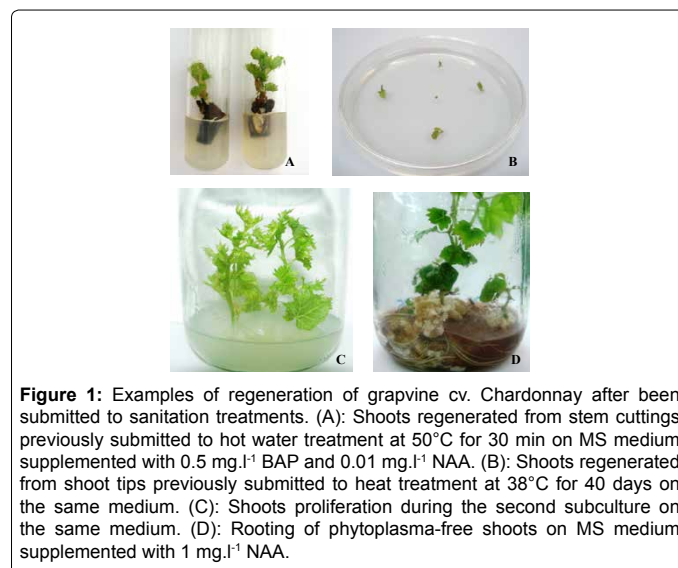 A
B
C
D
Figure 1: Examples of regeneration of grapvine cv. Chardonnay after been
submitted to sanitation treatments. (A): Shoots regenerated from stem cuttings
previously submitted to hot water treatment at 50°C for 30 min on MS medium
supplemented with 0.5 mg.l⁻¹ BAP and 0.01 mg.l⁻¹ NAA. (B): Shoots regenerated
from shoot tips previously submitted to heat treatment at 38°C for 40 days on
the same medium. (C): Shoots proliferation during the second subculture on
the same medium. (D): Rooting of phytoplasma-free shoots on MS medium
supplemented with 1 mg.l⁻¹ NAA.